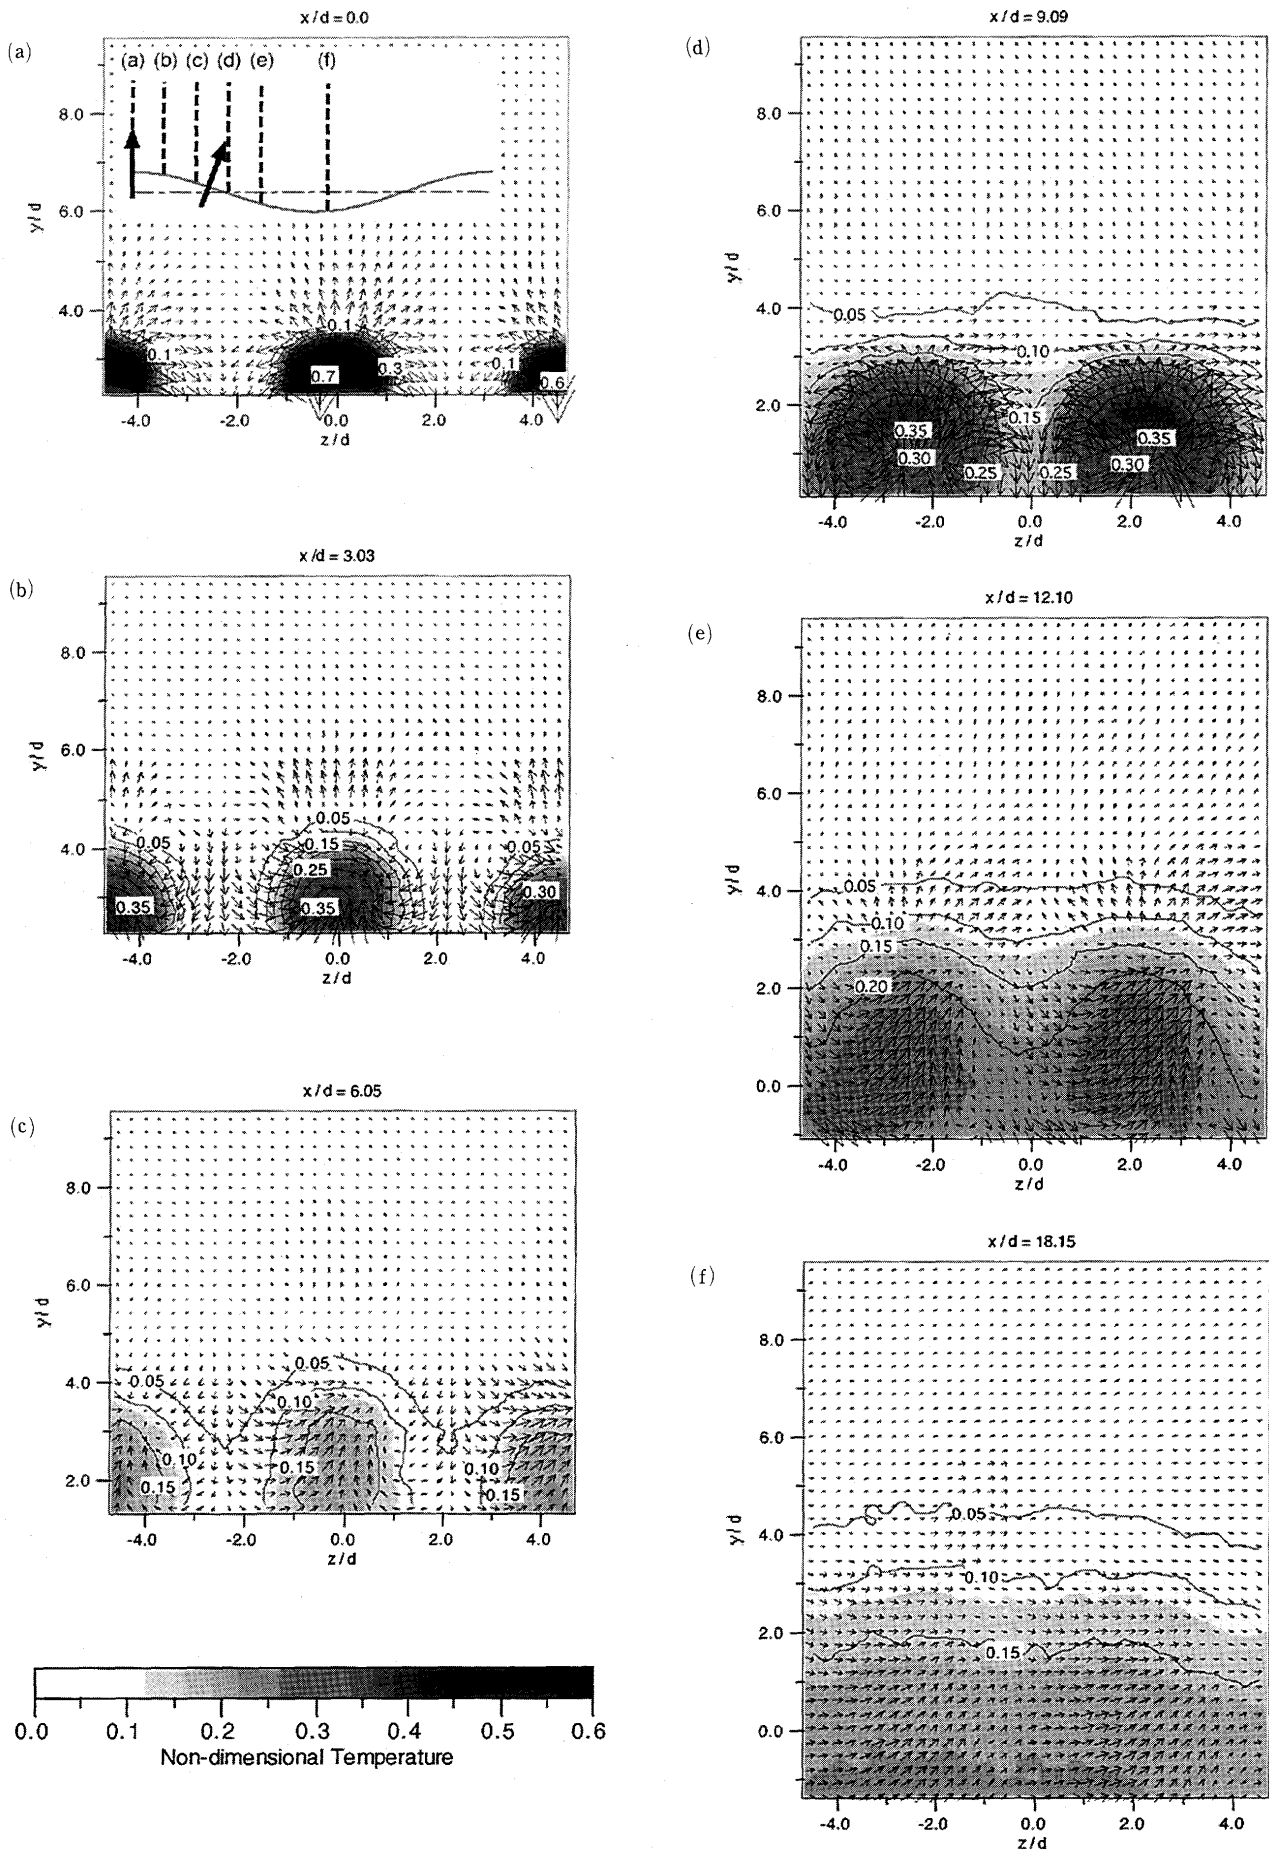 x/d = 0.0
(a)
(a) (b) (c) (d) (e) (f)
8.0
6.0
4.0
y/d
0.1
0.1
0.3
0.7
0.1
0.6
-4.0 -2.0 0.0 2.0 4.0
z/d
x/d = 3.03
(b)
8.0
6.0
4.0
y/d
0.05
0.05
0.15
0.25
0.35
0.35
0.05
0.30
-4.0 -2.0 0.0 2.0 4.0
z/d
x/d = 6.05
(c)
8.0
6.0
4.0
2.0
y/d
0.05
0.05
0.10
0.10
0.15
0.15
0.10
0.15
-4.0 -2.0 0.0 2.0 4.0
z/d
0.0 0.1 0.2 0.3 0.4 0.5 0.6
Non-dimensional Temperature
x/d = 9.09
(d)
8.0
6.0
4.0
2.0
y/d
0.05
0.10
0.15
0.35
0.30
0.25
0.25
0.35
0.30
-4.0 -2.0 0.0 2.0 4.0
z/d
x/d = 12.10
(e)
8.0
6.0
4.0
2.0
0.0
y/d
0.05
0.10
0.15
0.20
-4.0 -2.0 0.0 2.0 4.0
z/d
x/d = 18.15
(f)
8.0
6.0
4.0
2.0
0.0
y/d
0.05
0.10
0.15
-4.0 -2.0 0.0 2.0 4.0
z/d